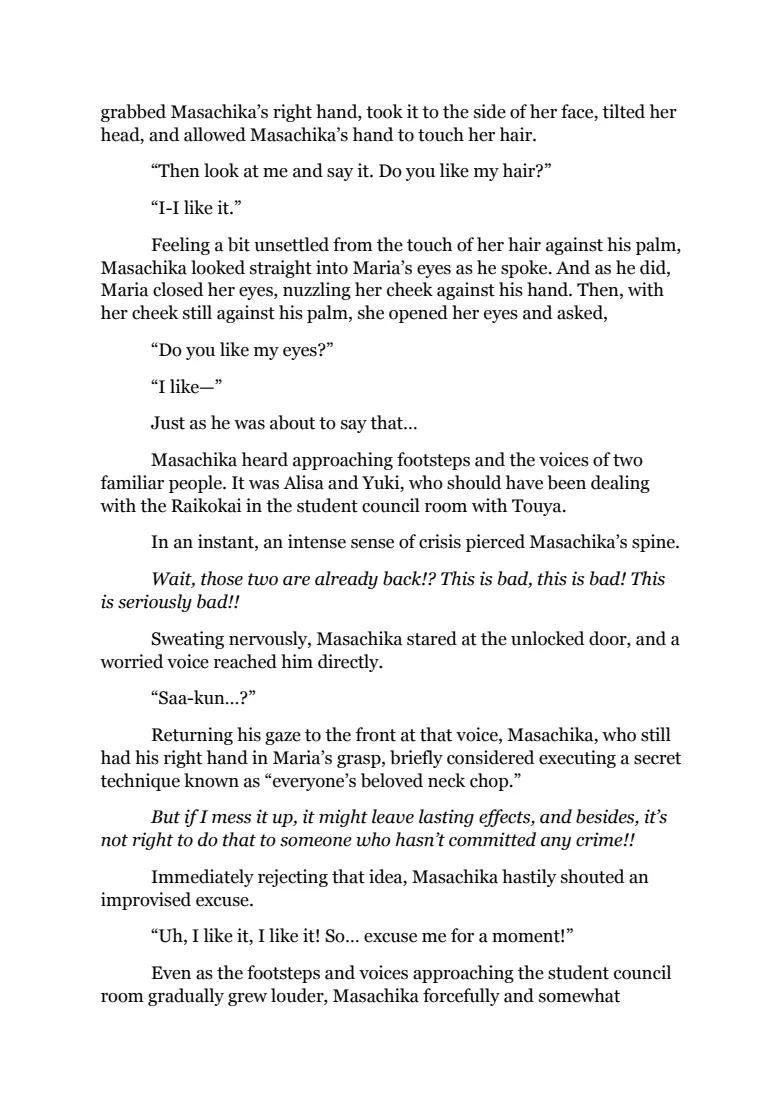 grabbed Masachika’s right hand, took it to the side of her face, tilted her
head, and allowed Masachika’s hand to touch her hair.
“Then look at me and say it. Do you like my hair?”
“I-I like it.”
Feeling a bit unsettled from the touch of her hair against his palm,
Masachika looked straight into Maria’s eyes as he spoke. And as he did,
Maria closed her eyes, nuzzling her cheek against his hand. Then, with
her cheek still against his palm, she opened her eyes and asked,
“Do you like my eyes?”
“I like—”
Just as he was about to say that…
Masachika heard approaching footsteps and the voices of two
familiar people. It was Alisa and Yuki, who should have been dealing
with the Raikokai in the student council room with Touya.
In an instant, an intense sense of crisis pierced Masachika’s spine.
Wait, those two are already back!? This is bad, this is bad! This
is seriously bad!!
Sweating nervously, Masachika stared at the unlocked door, and a
worried voice reached him directly.
“Saa-kun…?”
Returning his gaze to the front at that voice, Masachika, who still
had his right hand in Maria’s grasp, briefly considered executing a secret
technique known as “everyone’s beloved neck chop.”
But if I mess it up, it might leave lasting effects, and besides, it’s
not right to do that to someone who hasn’t committed any crime!!
Immediately rejecting that idea, Masachika hastily shouted an
improvised excuse.
“Uh, I like it, I like it! So… excuse me for a moment!”
Even as the footsteps and voices approaching the student council
room gradually grew louder, Masachika forcefully and somewhat